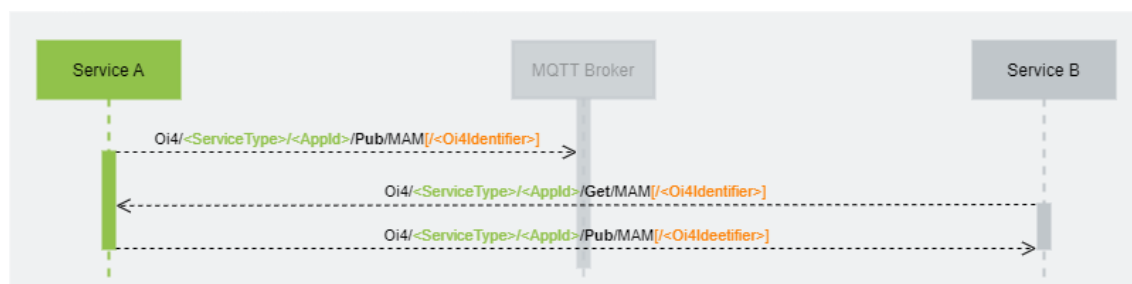 Service A
MQTT Broker
Service B
Oi4/<ServiceType>/<AppId>/Pub/MAM[/<Oi4Identifier>]
Oi4/<ServiceType>/<AppId>/Get/MAM[/<Oi4Identifier>]
Oi4/<ServiceType>/<AppId>/Pub/MAM[/<Oi4Ideetifier>]